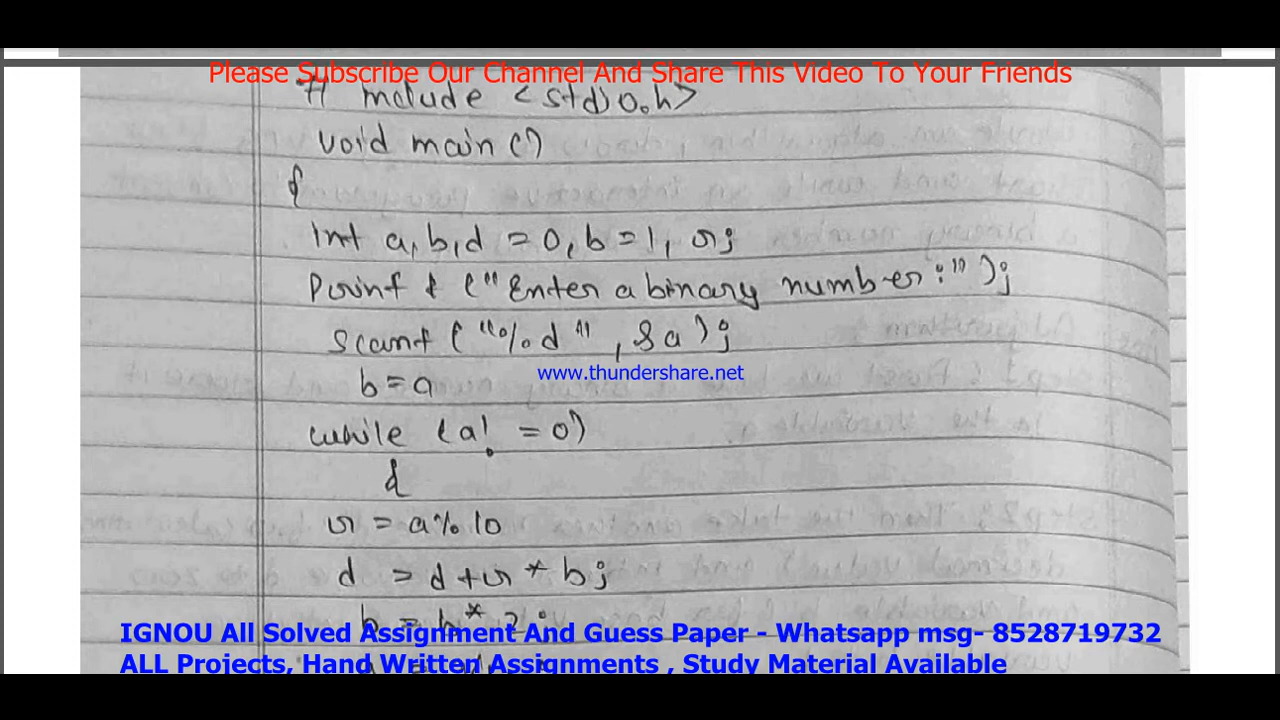 Please Subscribe Our Channel And Share This Video To Your Friends
# include <stdio.h>
void main ()
{
Int a, b, d = 0, b = 1, r;
Printf ("Enter a binary number :");
Scanf ("%d", &a);
www.thundershare.net
b = a
while (a! = 0)
{
r = a % 10
d = d + r * b;
b = b * 2;
IGNOU All Solved Assignment And Guess Paper - Whatsapp msg- 8528719732
ALL Projects, Hand Written Assignments , Study Material Available